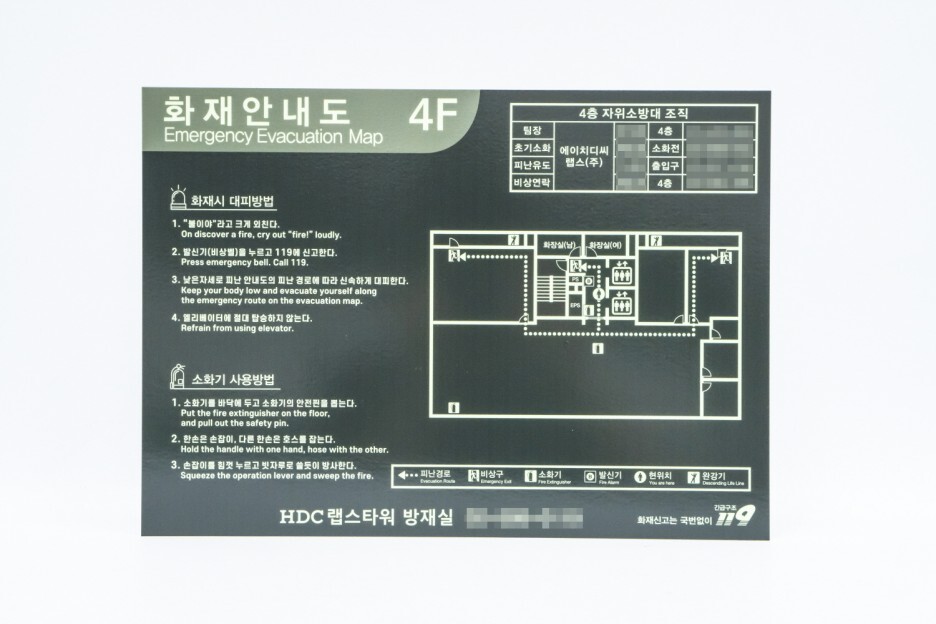 화재안내도
Emergency Evacuation Map
4F
4층 자위소방대 조직
팀장
4층
초기소화
에이치디씨
랩스(주)
소화전
피난유도
출입구
비상연락
4층
화재시 대피방법
1. "불이야"라고 크게 외친다.
On discover a fire, cry out "fire!" loudly.
2. 발신기(비상벨)을 누르고 119에 신고한다.
Press emergency bell. Call 119.
3. 낮은자세로 피난 안내도의 피난 경로에 따라 신속하게 대피한다.
Keep your body low and evacuate yourself along
the emergency route on the evacuation map.
4. 엘리베이터에 절대 탑승하지 않는다.
Refrain from using elevator.
소화기 사용방법
1. 소화기를 바닥에 두고 소화기의 안전핀을 뽑는다.
Put the fire extinguisher on the floor,
and pull out the safety pin.
2. 한손은 손잡이, 다른 한손은 호스를 잡는다.
Hold the handle with one hand, hose with the other.
3. 손잡이를 힘껏 누르고 빗자루로 쓸듯이 방사한다.
Squeeze the operation lever and sweep the fire.
화장실(남)
화장실(여)
PS
EPS
피난경로
Evacuation Route
비상구
Emergency Exit
소화기
Fire Extinguisher
발신기
Fire Alarm
현위치
You are here
완강기
Descending Life Line
HDC랩스타워 방재실
화재신고는 국번없이
긴급구조
119